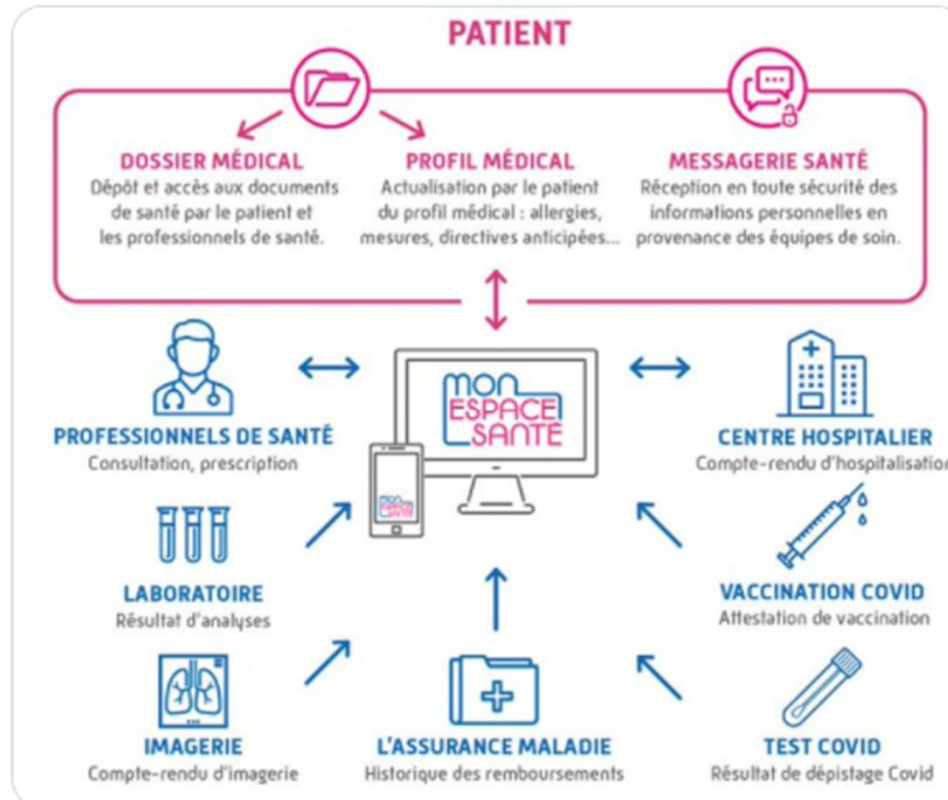 PATIENT
DOSSIER MÉDICAL
Dépôt et accès aux documents
de santé par le patient et
les professionnels de santé.
PROFIL MÉDICAL
Actualisation par le patient
du profil médical : allergies,
mesures, directives anticipées...
MESSAGERIE SANTÉ
Réception en toute sécurité des
informations personnelles en
provenance des équipes de soin.
mon
ESPACE
SANTÉ
mon
ESPACE
SANTÉ
PROFESSIONNELS DE SANTÉ
Consultation, prescription
CENTRE HOSPITALIER
Compte-rendu d'hospitalisation
LABORATOIRE
Résultat d'analyses
VACCINATION COVID
Attestation de vaccination
IMAGERIE
Compte-rendu d'imagerie
L'ASSURANCE MALADIE
Historique des remboursements
TEST COVID
Résultat de dépistage Covid